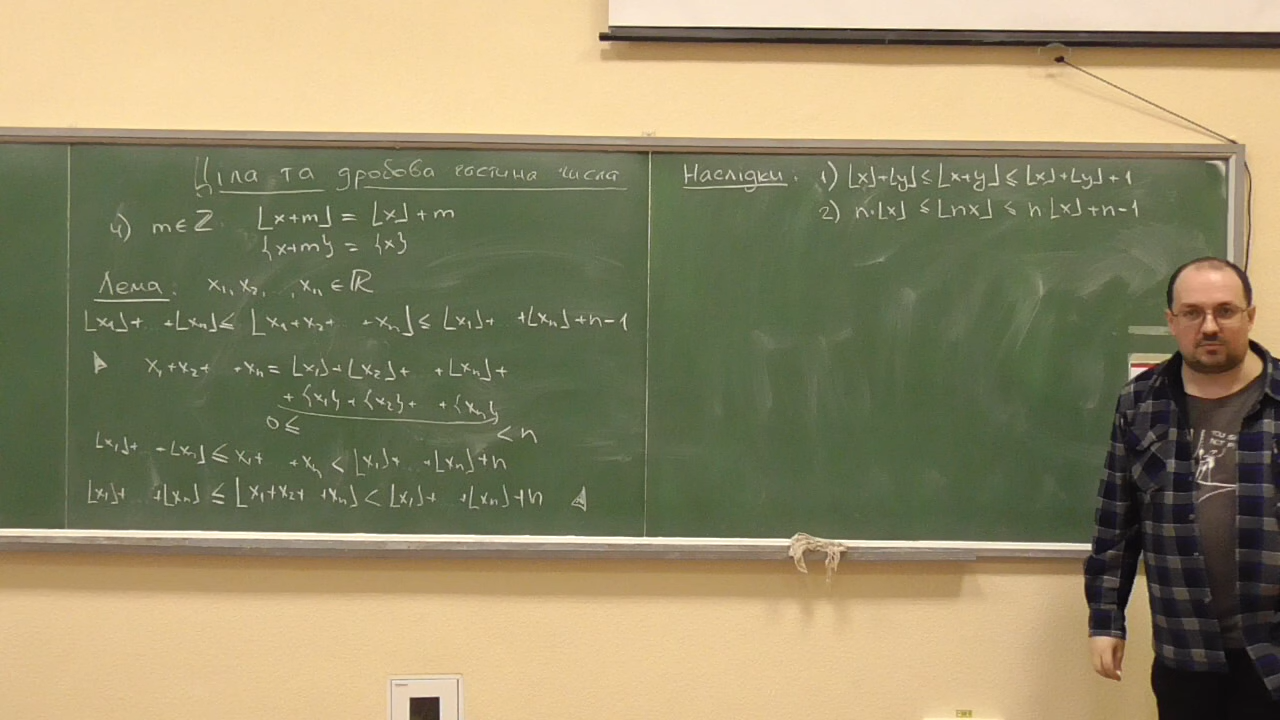 Ціла та дробова частина числа
4) m∈ℤ. ⌊x+m⌋ = ⌊x⌋+m
{x+m} = {x}
Лема. x₁, x₂, ..., xₙ ∈ ℝ
⌊x₁⌋+...+⌊xₙ⌋ ≤ ⌊x₁+x₂+...+xₙ⌋ ≤ ⌊x₁⌋+...+⌊xₙ⌋+n-1
▷ x₁+x₂+...+xₙ = ⌊x₁⌋+⌊x₂⌋+...+⌊xₙ⌋+
+{x₁}+{x₂}+...+{xₙ}
0≤ <n
⌊x₁⌋+...+⌊xₙ⌋ ≤ x₁+...+xₙ < ⌊x₁⌋+...+⌊xₙ⌋+n
⌊x₁⌋+...+⌊xₙ⌋ ≤ ⌊x₁+x₂+...+xₙ⌋ < ⌊x₁⌋+...+⌊xₙ⌋+n ◁
Наслідки. 1) ⌊x⌋+⌊y⌋ ≤ ⌊x+y⌋ ≤ ⌊x⌋+⌊y⌋+1
2) n·⌊x⌋ ≤ ⌊nx⌋ ≤ n·⌊x⌋+n-1